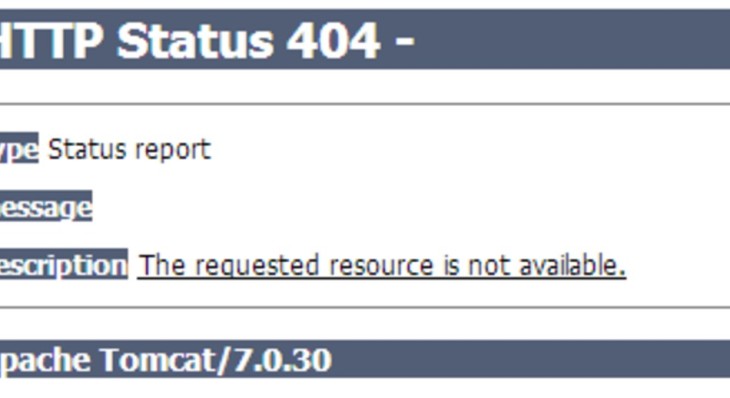 HTTP Status 404 -
ype Status report
essage
escription The requested resource is not available.
pache Tomcat/7.0.30